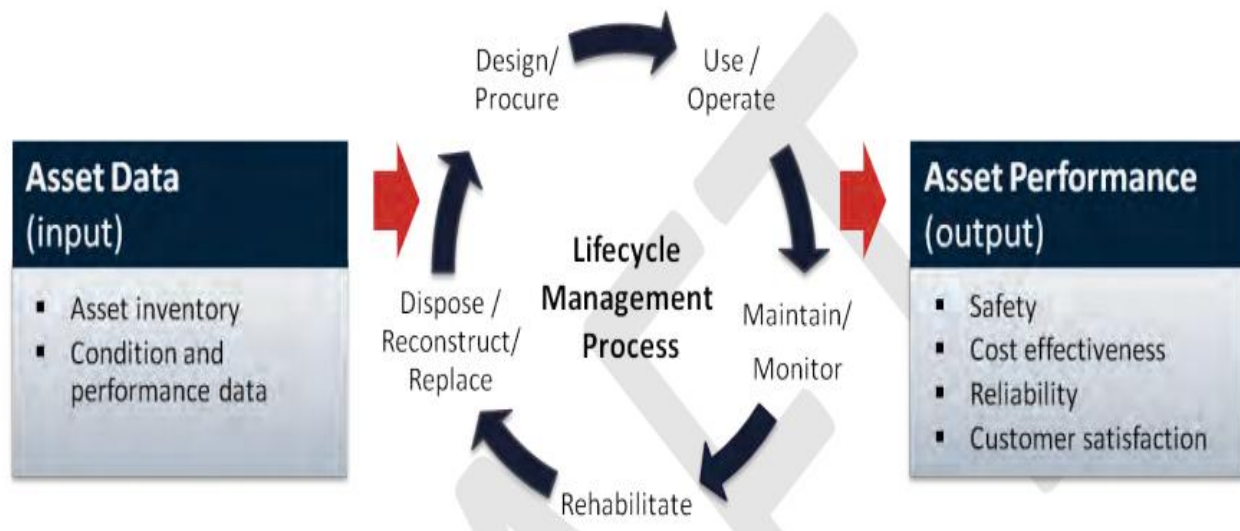 Asset Data
(input)
▪ Asset inventory
▪ Condition and
performance data
Design/
Procure
Use /
Operate
Lifecycle
Management
Process
Maintain/
Monitor
Rehabilitate
Dispose /
Reconstruct/
Replace
Asset Performance
(output)
▪ Safety
▪ Cost effectiveness
▪ Reliability
▪ Customer satisfaction